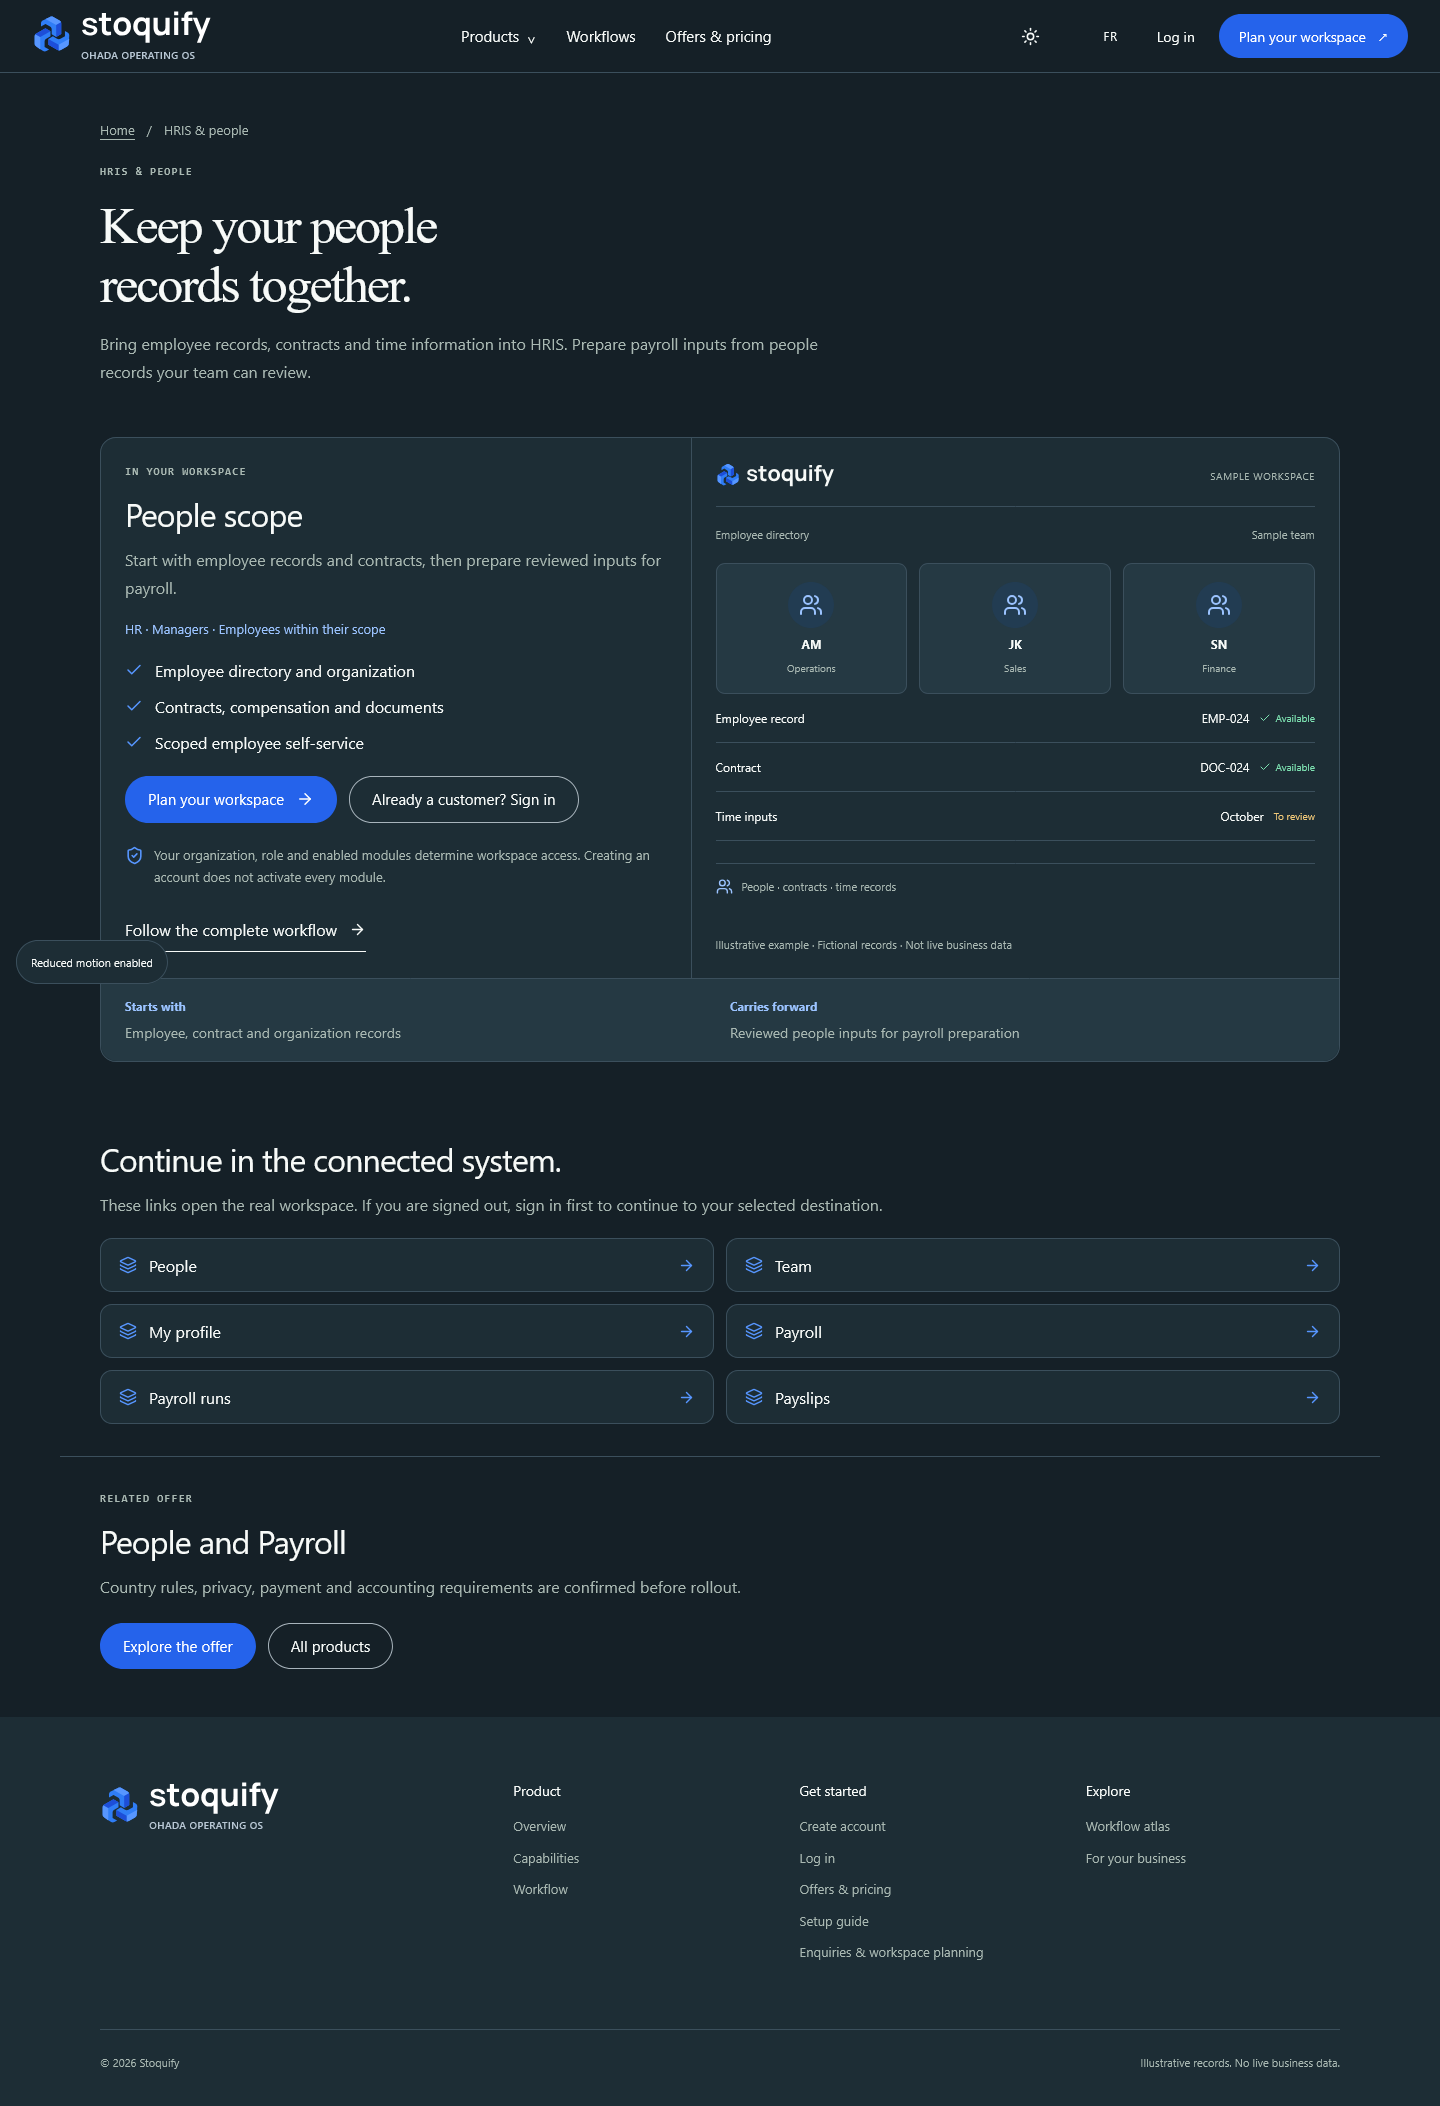 stoquify
OHADA OPERATING OS
Products
Workflows
Offers & pricing
FR
Log in
Plan your workspace ↗
Home / HRIS & people
HRIS & PEOPLE
Keep your people
records together.
Bring employee records, contracts and time information into HRIS. Prepare payroll inputs from people
records your team can review.
IN YOUR WORKSPACE
People scope
Start with employee records and contracts, then prepare reviewed inputs for
payroll.
HR · Managers · Employees within their scope
Employee directory and organization
Contracts, compensation and documents
Scoped employee self-service
Plan your workspace →
Already a customer? Sign in
Your organization, role and enabled modules determine workspace access. Creating an
account does not activate every module.
Follow the complete workflow →
Reduced motion enabled
stoquify
SAMPLE WORKSPACE
Employee directory
Sample team
AM
Operations
JK
Sales
SN
Finance
Employee record EMP-024 Available
Contract DOC-024 Available
Time inputs October To review
People · contracts · time records
Illustrative example · Fictional records · Not live business data
Starts with
Employee, contract and organization records
Carries forward
Reviewed people inputs for payroll preparation
Continue in the connected system.
These links open the real workspace. If you are signed out, sign in first to continue to your selected destination.
People →
Team →
My profile →
Payroll →
Payroll runs →
Payslips →
RELATED OFFER
People and Payroll
Country rules, privacy, payment and accounting requirements are confirmed before rollout.
Explore the offer
All products
stoquify
OHADA OPERATING OS
Product
Overview
Capabilities
Workflow
Get started
Create account
Log in
Offers & pricing
Setup guide
Enquiries & workspace planning
Explore
Workflow atlas
For your business
© 2026 Stoquify
Illustrative records. No live business data.